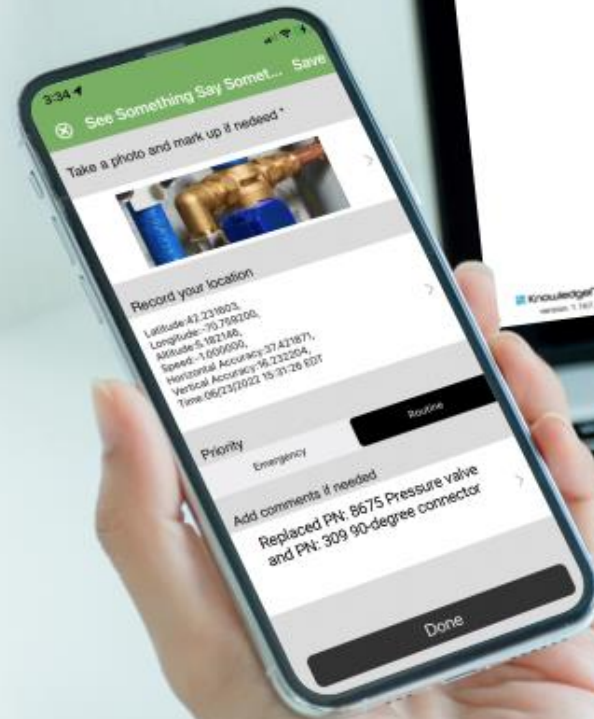 3:34
See Something Say Somet... Save
Take a photo and mark up if nedeed *
Record your location
Latitude:42.231603,
Longitude:-70.759200,
Altitude:5.182146,
Speed:-1.000000,
Horizontal Accuracy:37.421871,
Vertical Accuracy:16.232204,
Time:06/23/2022 15:31:26 EDT
Priority
Emergency Routine
Add comments if needed
Replaced PN: 8675 Pressure valve
and PN: 309 90-degree connector
Done